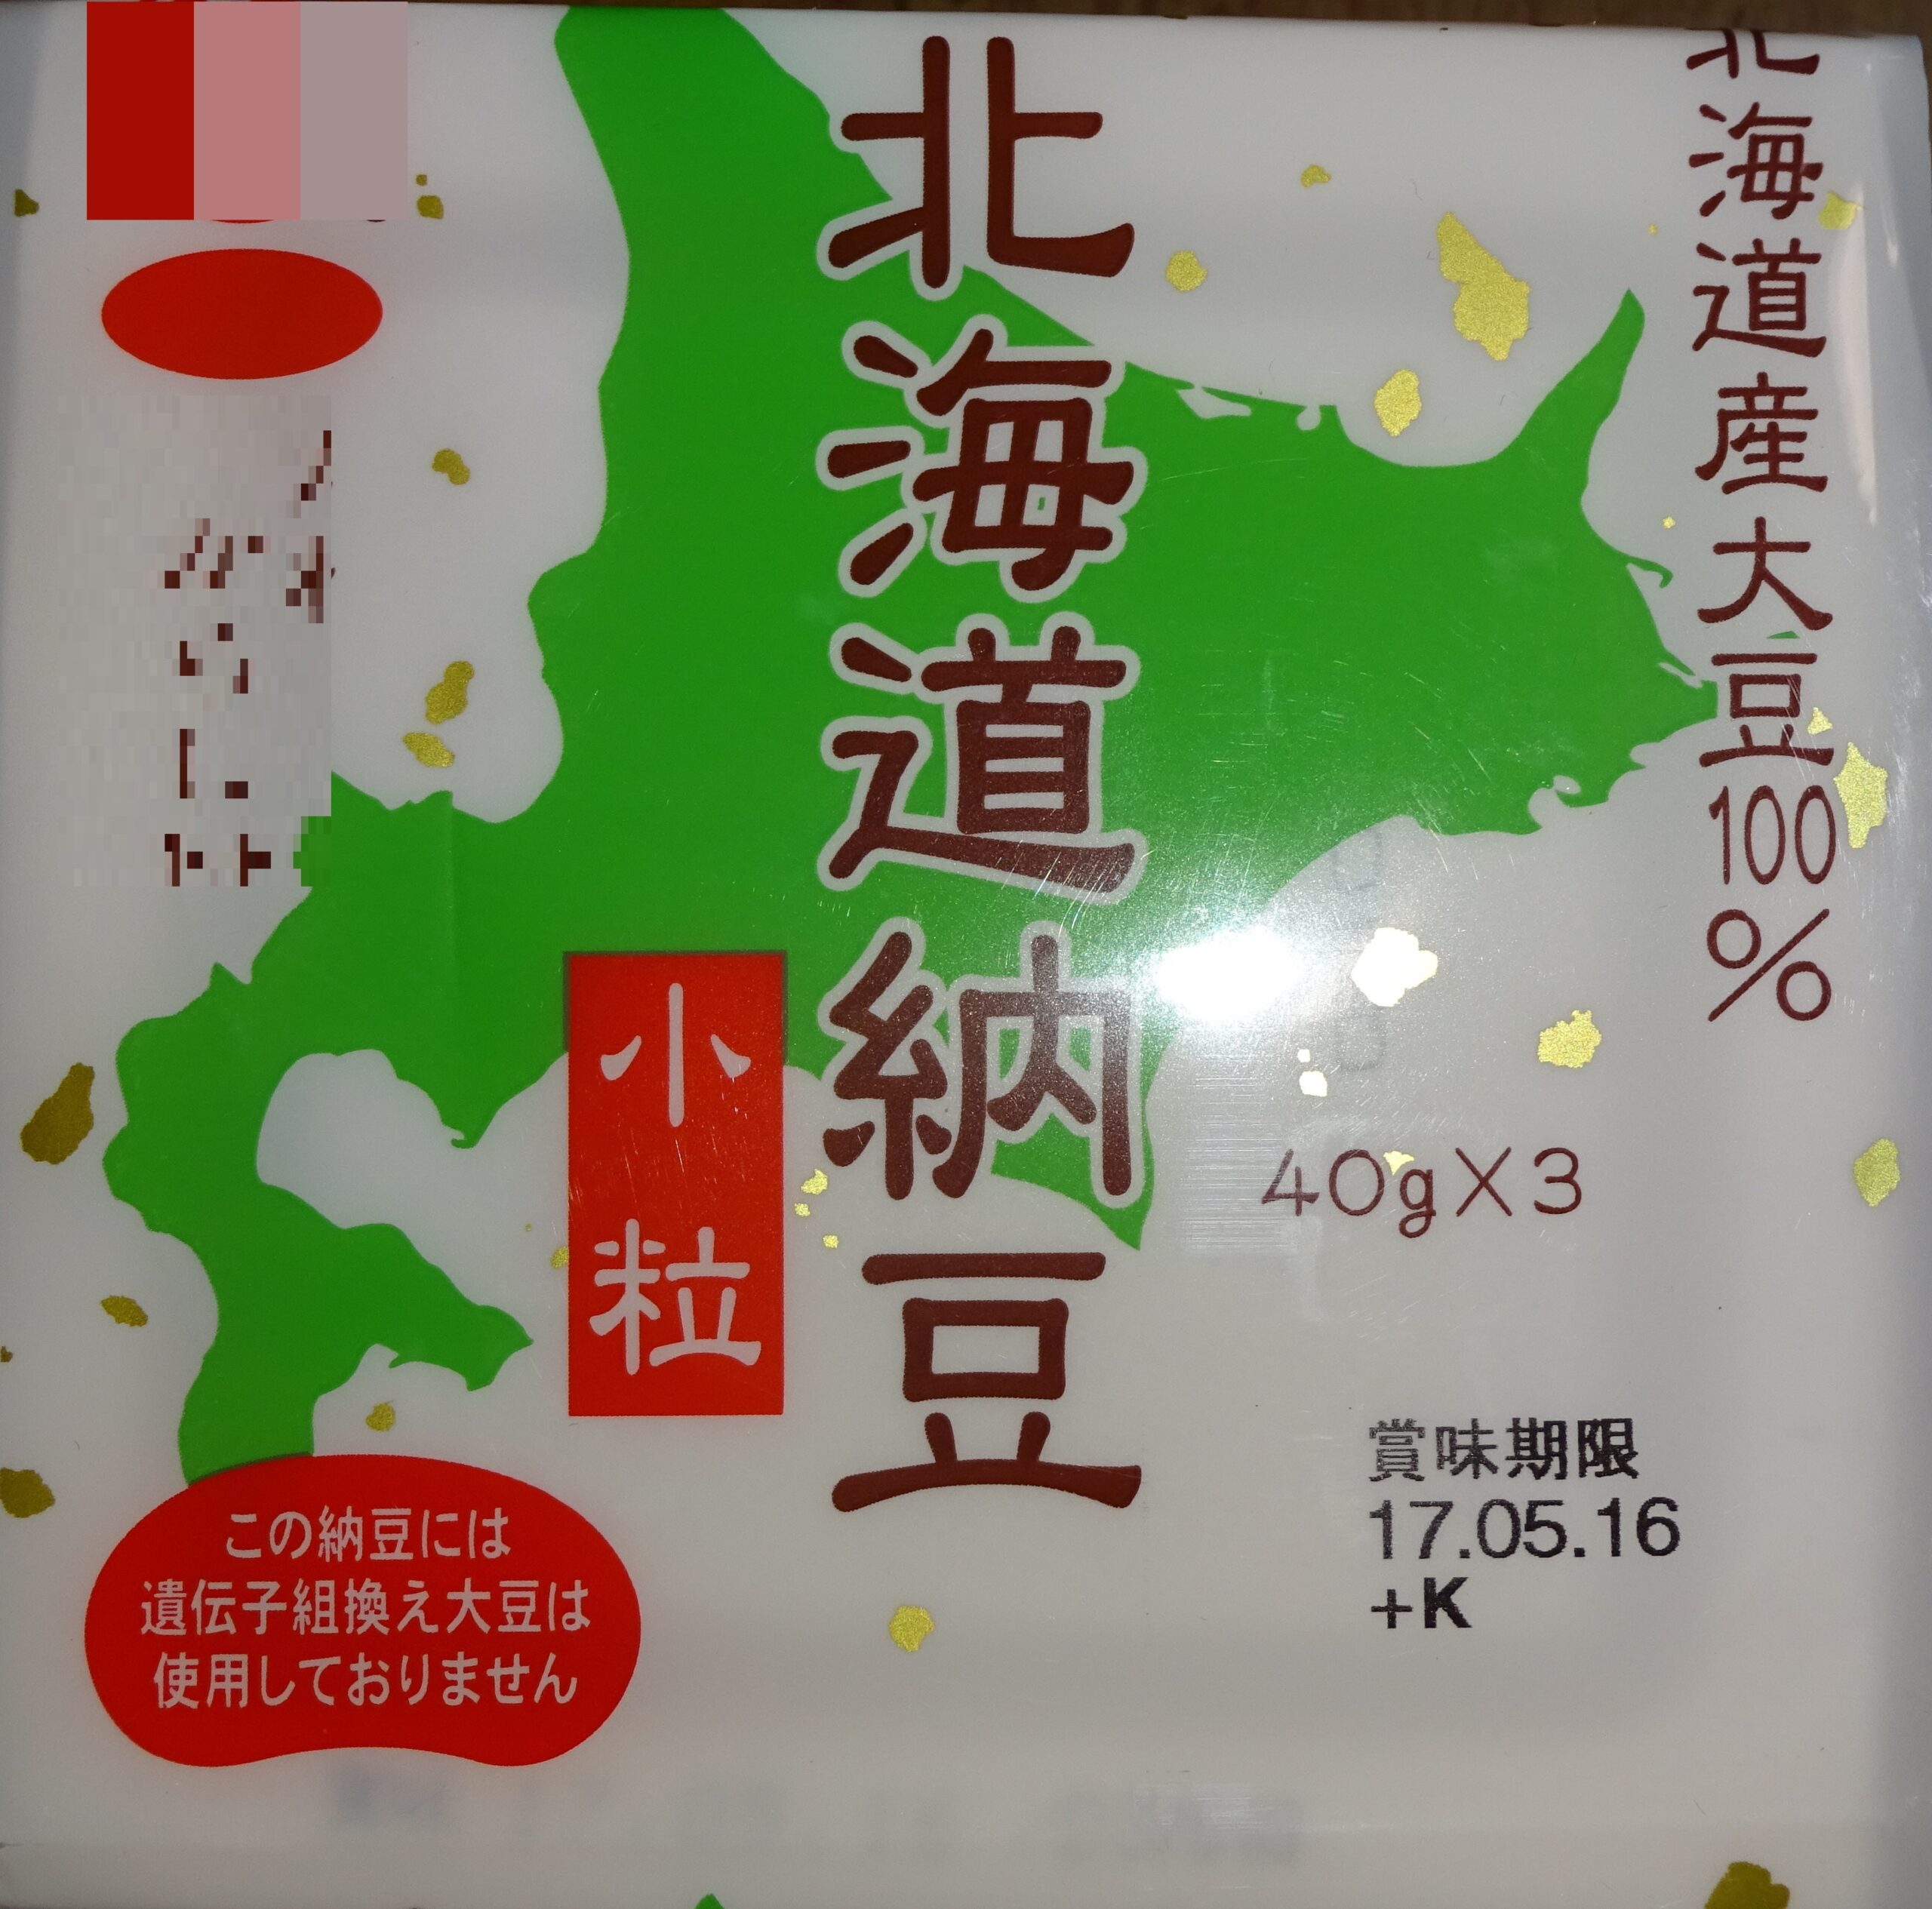 北海道産大豆100%
北海道納豆
小粒
40g×3
賞味期限
17.05.16
+K
この納豆には
遺伝子組換え大豆は
使用しておりません